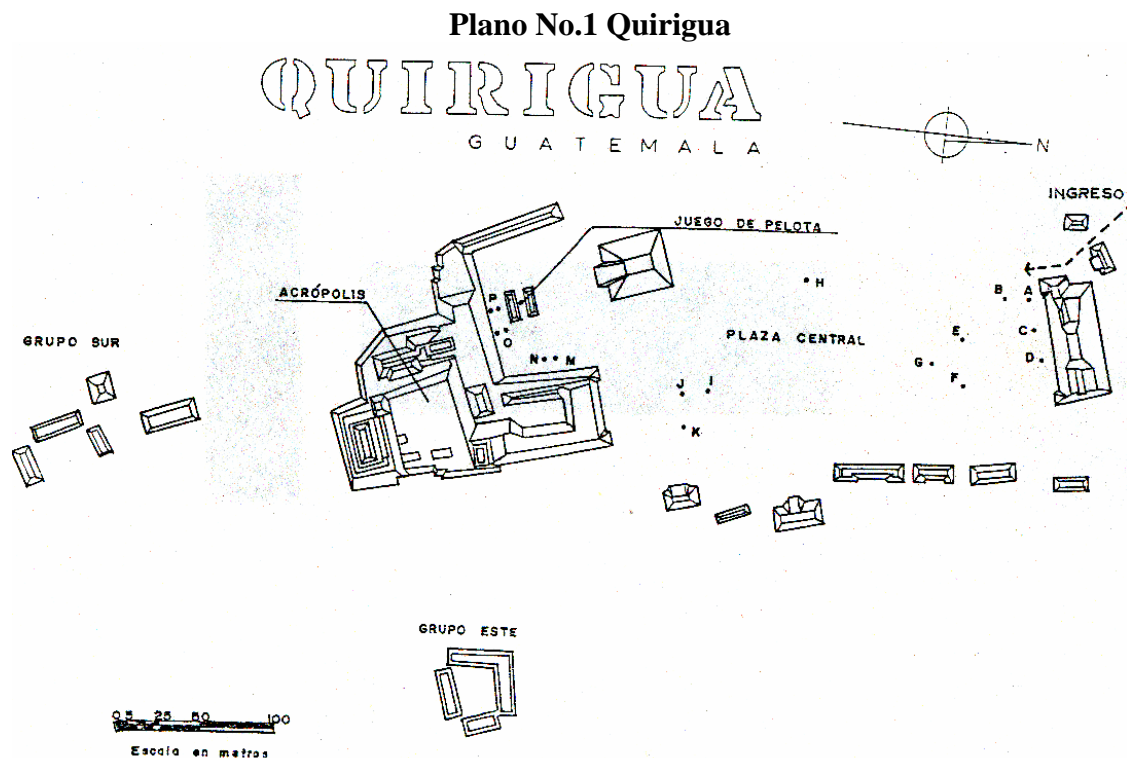 Plano No.1 Quirigua
QUIRIGUA
GUATEMALA
N
INGRESO
JUEGO DE PELOTA
ACRÓPOLIS
GRUPO SUR
PLAZA CENTRAL
H
B A
P
O
E
C
G
D
F
N M
J I
K
GRUPO ESTE
0 5 25 50 100
Escala en metros